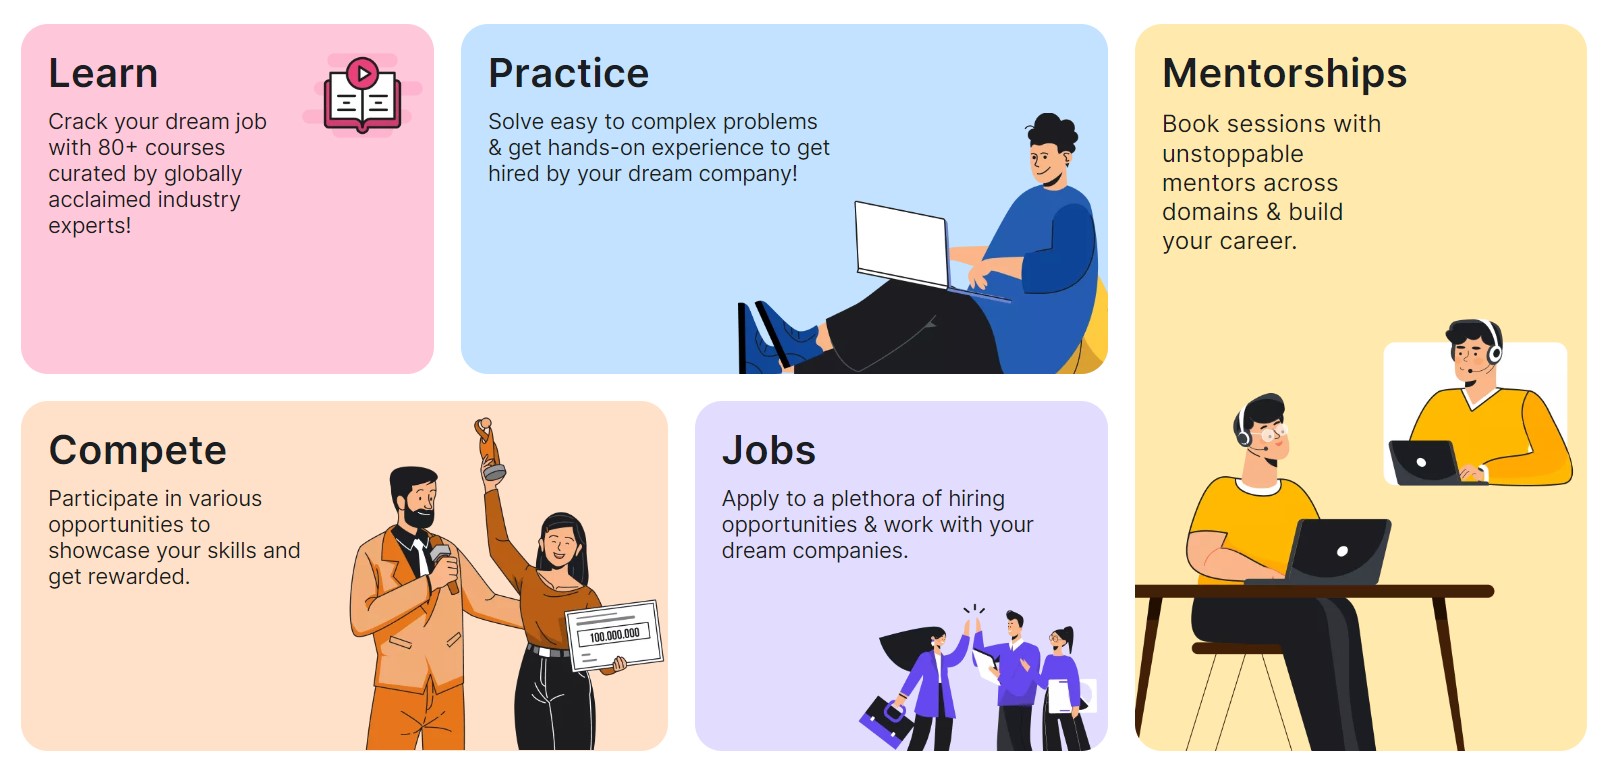 Learn
Crack your dream job
with 80+ courses
curated by globally
acclaimed industry
experts!
Practice
Solve easy to complex problems
& get hands-on experience to get
hired by your dream company!
Mentorships
Book sessions with
unstoppable
mentors across
domains & build
your career.
Compete
Participate in various
opportunities to
showcase your skills and
get rewarded.
100.000.000
Jobs
Apply to a plethora of hiring
opportunities & work with your
dream companies.